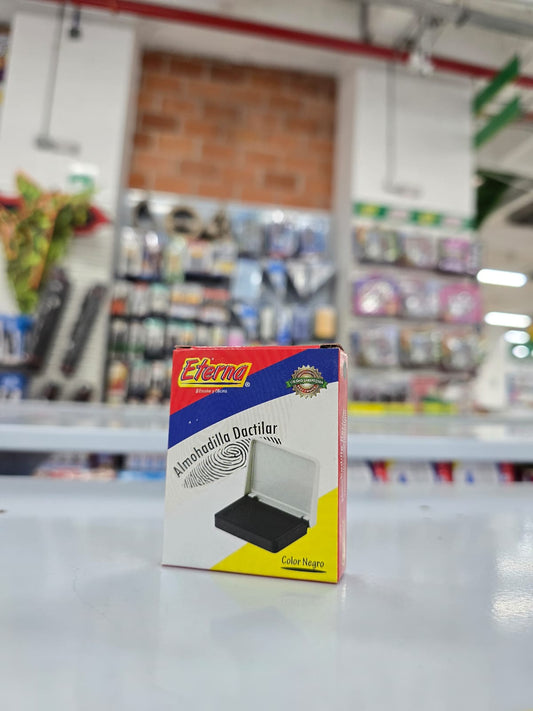 Eterna®
Almohadilla Dactilar
Color Negro